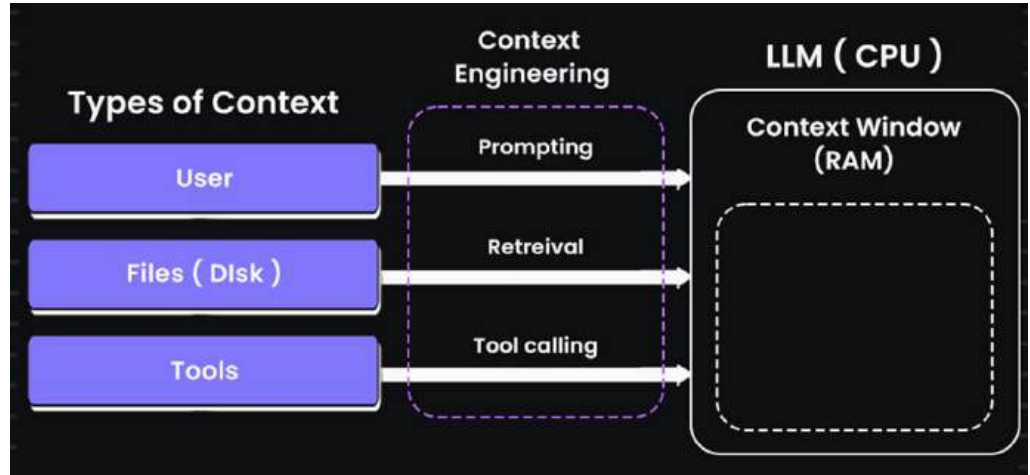 Types of Context
User
Files ( DIsk )
Tools
Context
Engineering
Prompting
Retreival
Tool calling
LLM ( CPU )
Context Window
(RAM)